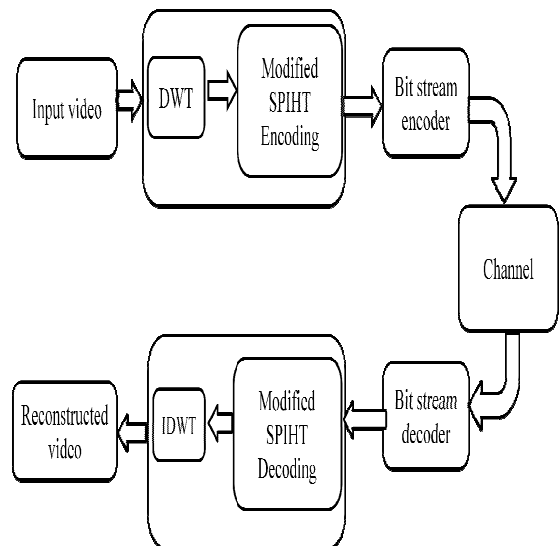 Input video
DWT
Modified
SPIHT
Encoding
Bit stream
encoder
Channel
Bit stream
decoder
Modified
SPIHT
Decoding
IDWT
Reconstructed
video